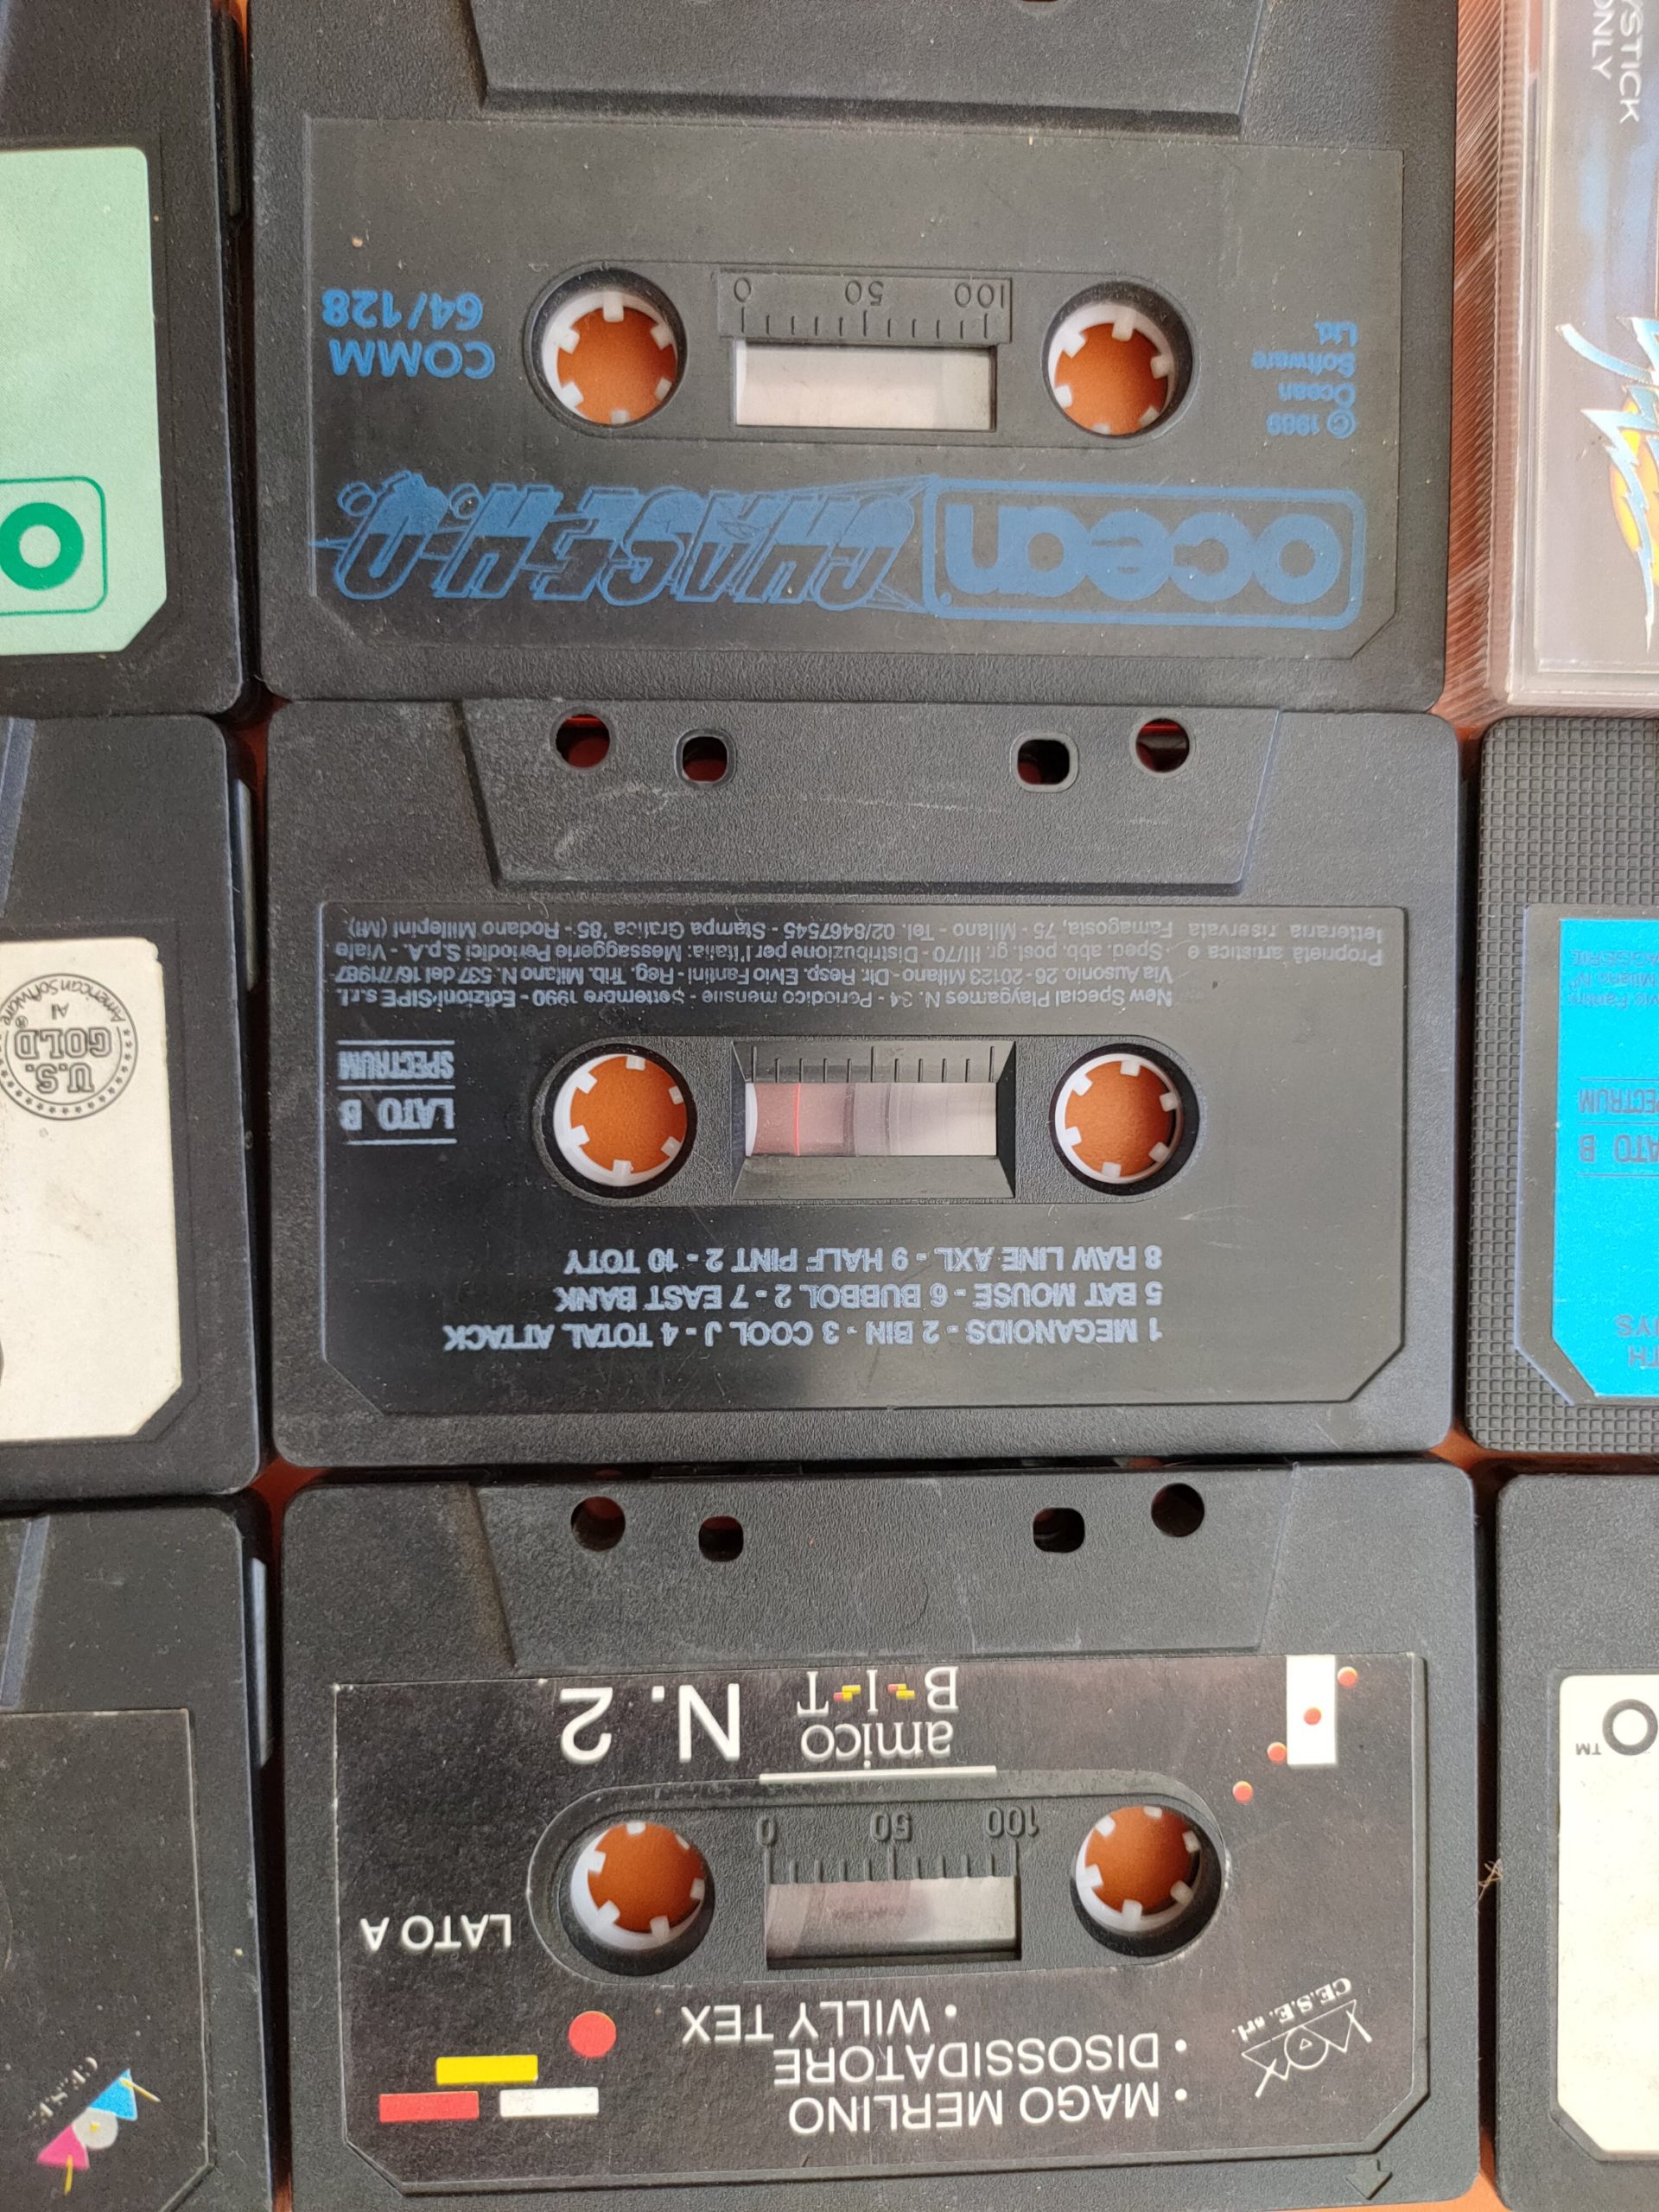 ocean CHASE H.Q.
© 1989
Ocean
Software
Ltd.
COMM
64/128
1 MEGANOIDS - 2 BIN - 3 COOL J - 4 TOTAL ATTACK
5 BAT MOUSE - 6 BUBBOL 2 - 7 EAST BANK
8 RAW LINE AXL - 9 HALF PINT 2 - 10 TOTY
LATO B
SPECTRUM
New Special Playgames N. 34 - Periodico mensile - Settembre 1990 - Edizioni SIPE s.r.l.
Via Ausonio, 26 - 20123 Milano - Dir. Resp. Elvio Fantini - Reg. Trib. Milano N. 537 del 16/7/1987
Sped. abb. post. gr. III/70 - Distribuzione per l'Italia: Messaggerie Periodici S.p.A. - Viale
Famagosta, 75 - Milano - Tel. 02/8467545 - Stampa Grafica '85 - Rodano Millepini (MI).
Proprietà artistica e
letteraria riservata
• MAGO MERLINO
• DISOSSIDATORE
• WILLY TEX
CE.S.E. srl.
LATO A
0 50 100
amico
B•I•T
N. 2
0 50 100
U.S.
GOLD®
All
American Software
YSTICK
ONLY
LATO B
SPECTRUM
TM